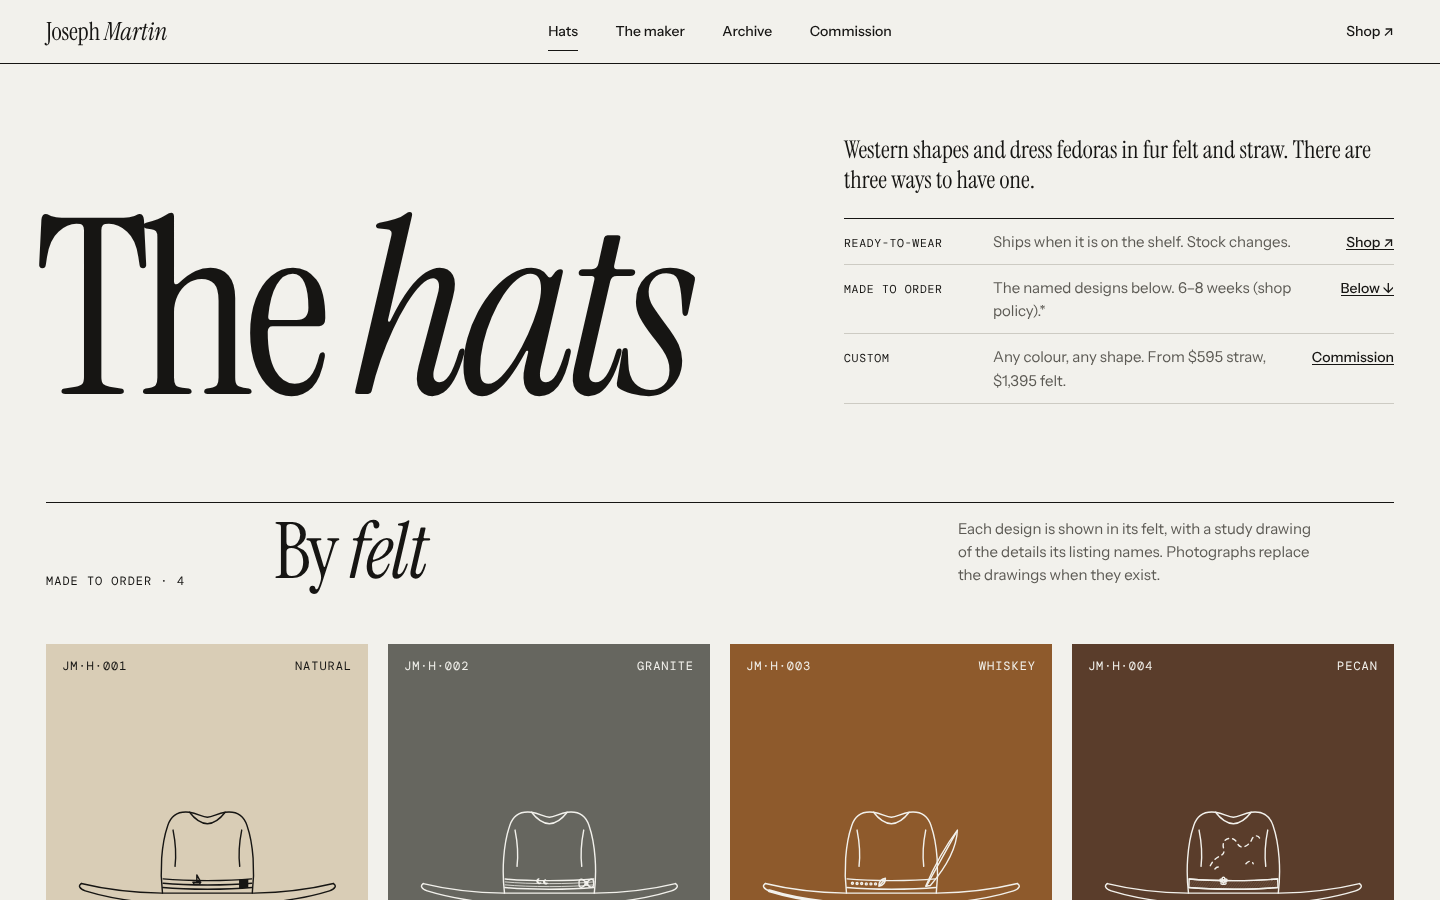 Joseph Martin
Hats
The maker
Archive
Commission
Shop ↗
The hats
Western shapes and dress fedoras in fur felt and straw. There are
three ways to have one.
READY-TO-WEAR
Ships when it is on the shelf. Stock changes.
Shop ↗
MADE TO ORDER
The named designs below. 6–8 weeks (shop
policy).*
Below ↓
CUSTOM
Any colour, any shape. From $595 straw,
$1,395 felt.
Commission
MADE TO ORDER · 4
By felt
Each design is shown in its felt, with a study drawing
of the details its listing names. Photographs replace
the drawings when they exist.
JM·H·001
NATURAL
JM·H·002
GRANITE
JM·H·003
WHISKEY
JM·H·004
PECAN